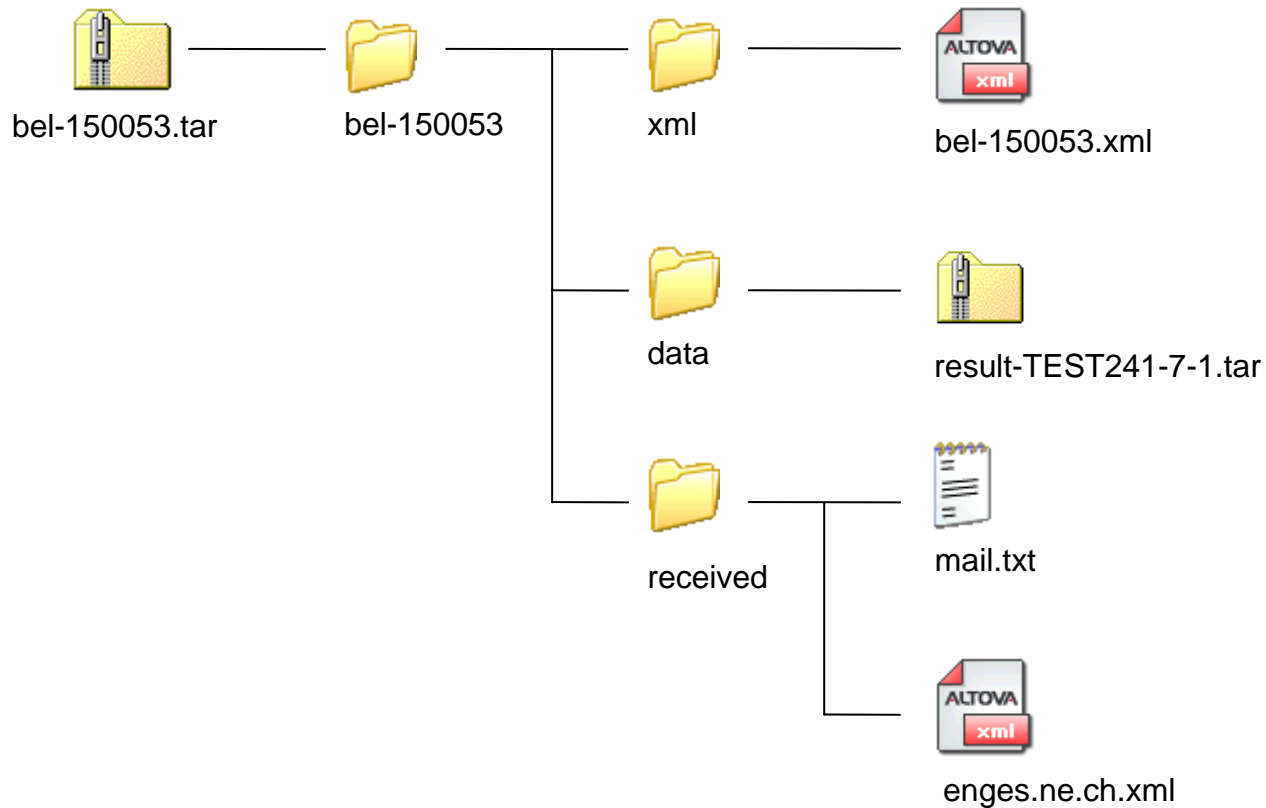 ALTOVA
xml
bel-150053.tar
bel-150053
xml
bel-150053.xml
data
result-TEST241-7-1.tar
received
mail.txt
ALTOVA
xml
enges.ne.ch.xml